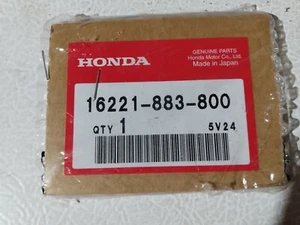 HONDA
GENUINE PARTS
Honda Motor Co., Ltd.
Made in Japan
16221-883-800
QTY 1
5V24